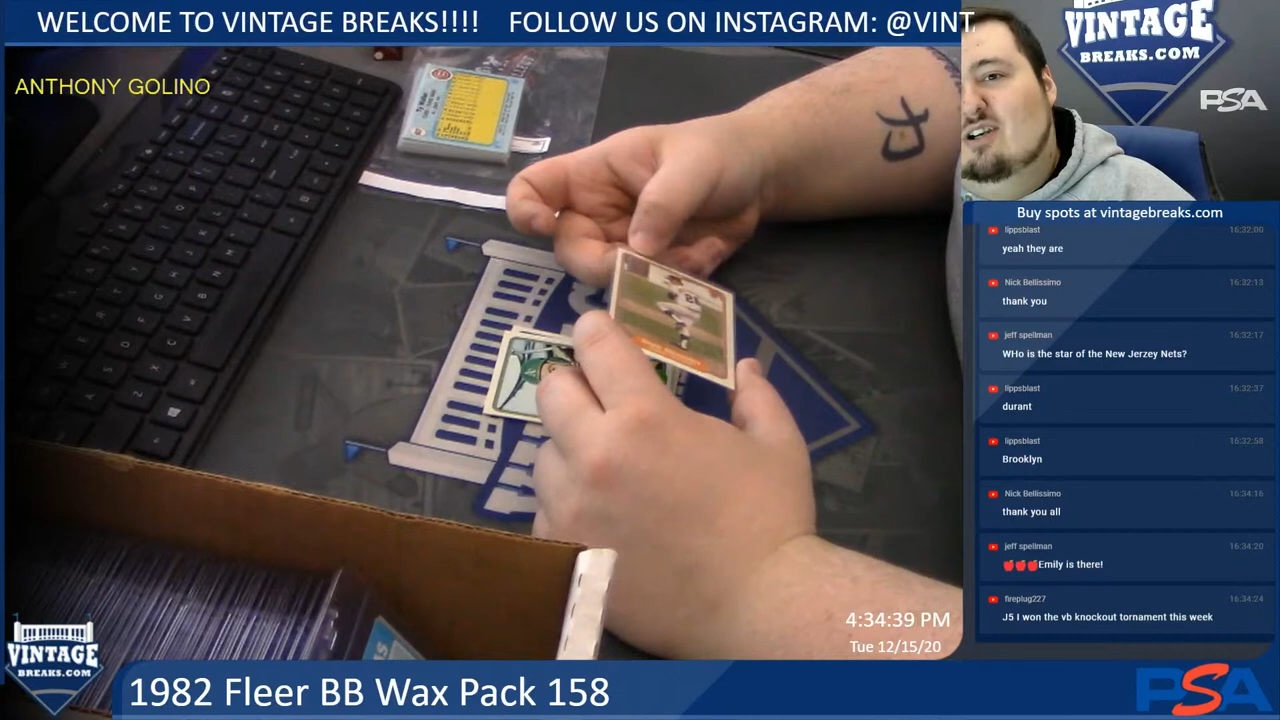 WELCOME TO VINTAGE BREAKS!!!! FOLLOW US ON INSTAGRAM: @VINT
ANTHONY GOLINO
VINTAGE
BREAKS.COM
PSA
Buy spots at vintagebreaks.com
lippsblast 16:32:00
yeah they are
Nick Bellissimo 16:32:13
thank you
jeff spellman 16:32:17
WHo is the star of the New Jerzey Nets?
lippsblast 16:32:37
durant
lippsblast 16:32:58
Brooklyn
Nick Bellissimo 16:34:16
thank you all
jeff spellman 16:34:20
🍎🍎🍎Emily is there!
fireplug227 16:34:24
J5 I won the vb knockout tornament this week
4:34:39 PM
Tue 12/15/20
VINTAGE
BREAKS.COM
1982 Fleer BB Wax Pack 158
PSA